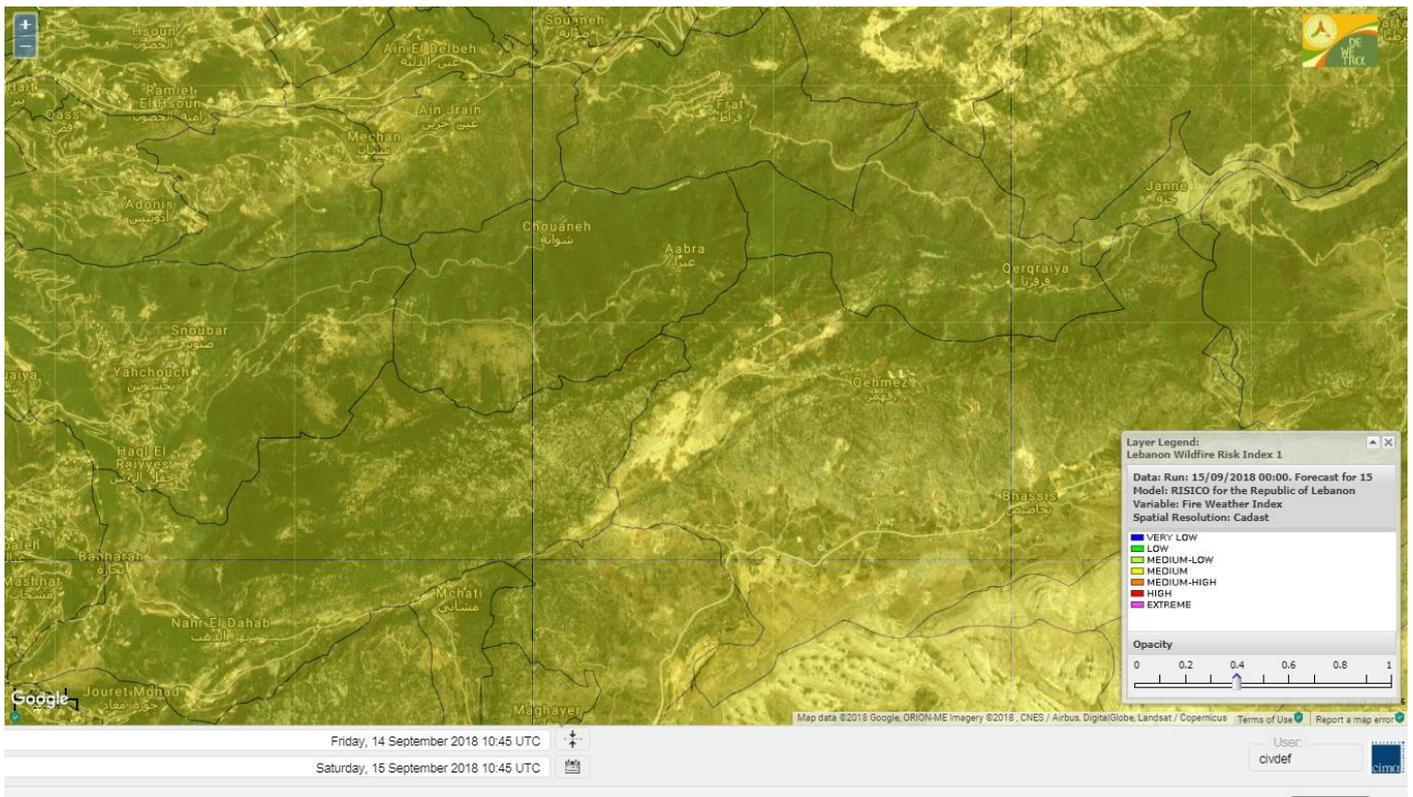 +
−
Hsoun
الحصون
Souaneh
صوانه
Ain El Delbeh
عين الدلبة
DE
WE
TRA
Ramiet
El Hsoun
رامية الحصون
Qass
Ain Jrain
عين جرين
Frat
فراط
Mechan
مشان
Janne
جنة
Adonis
أدونيس
Chouaneh
شوانة
Aabra
عبرا
Qerqraiya
قرقريا
Snoubar
صنوبر
Yahchouch
يحشوش
Qehmez
قهمز
Haql El
Raiyyes
حقل الريس
Bhassis
بحاصيص
Layer Legend:
Lebanon Wildfire Risk Index 1
Data: Run: 15/09/2018 00:00. Forecast for 15
Model: RISICO for the Republic of Lebanon
Variable: Fire Weather Index
Spatial Resolution: Cadast
VERY LOW
LOW
MEDIUM-LOW
MEDIUM
MEDIUM-HIGH
HIGH
EXTREME
Opacity
0 0.2 0.4 0.6 0.8 1
Mashhat
Mchati
مشاتي
Nahr El Dahab
نهر الدهب
Jouret Mohad
Google
Maghayer
Map data ©2018 Google, ORION-ME Imagery ©2018 , CNES / Airbus, DigitalGlobe, Landsat / Copernicus
Terms of Use
Report a map error
Friday, 14 September 2018 10:45 UTC
Saturday, 15 September 2018 10:45 UTC
User:
civdef
cima